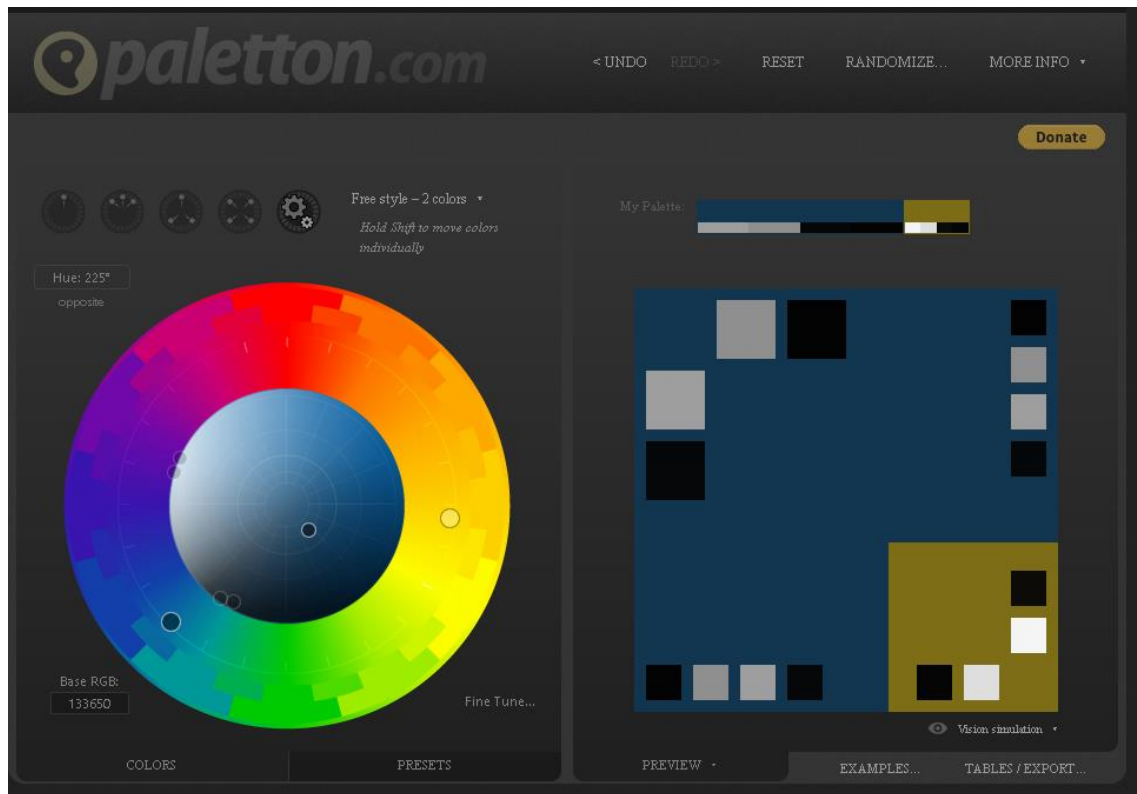 paletton.com
< UNDO REDO > RESET RANDOMIZE... MORE INFO ▾
Donate
Free style – 2 colors ▾
Hold Shift to move colors
individually
My Palette:
Hue: 225°
opposite
Base RGB:
133650
Fine Tune...
Vision simulation ▾
COLORS PRESETS
PREVIEW ▾ EXAMPLES... TABLES / EXPORT...